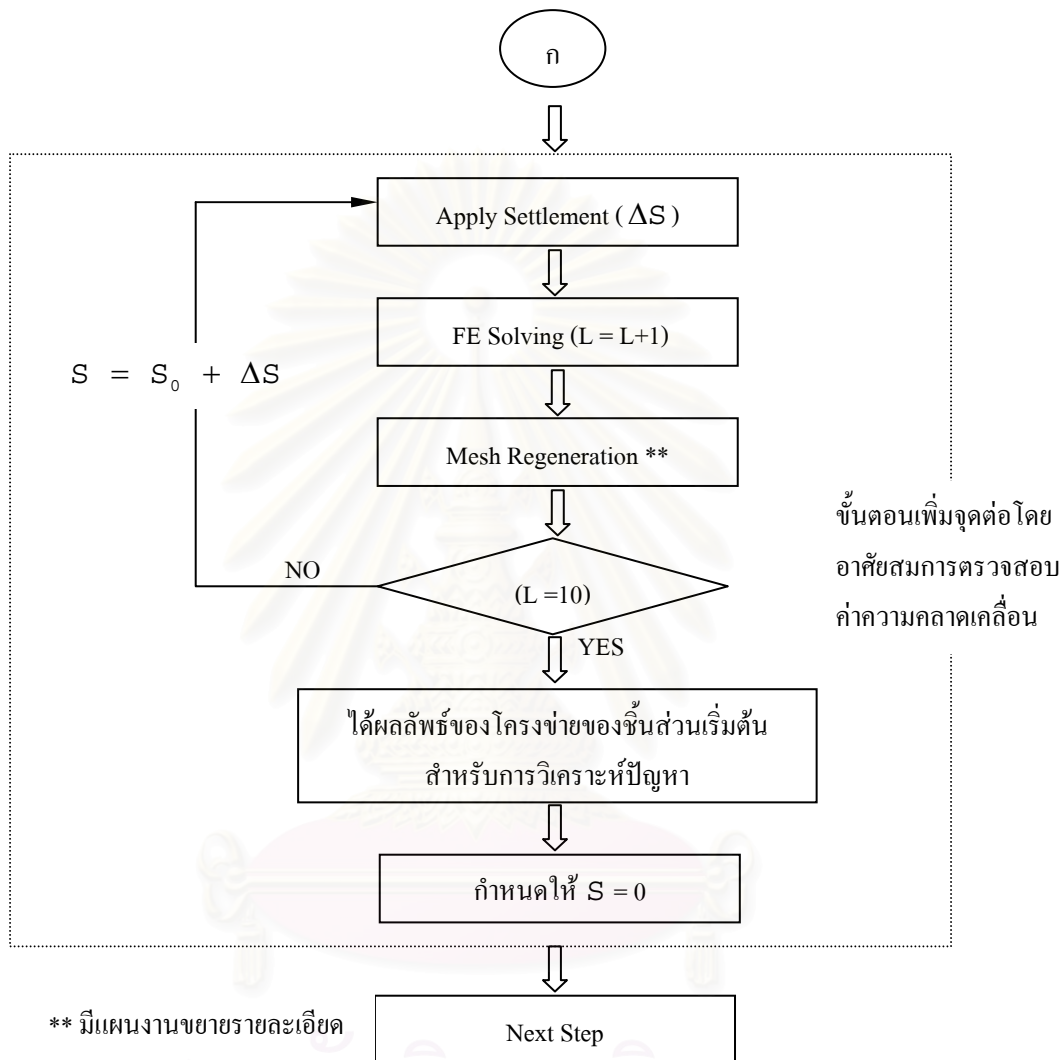 ก
Apply Settlement ( ΔS )
FE Solving (L = L+1)
S = S₀ + ΔS
Mesh Regeneration **
ขั้นตอนเพิ่มจุดต่อโดย
อาศัยสมการตรวจสอบ
ค่าความคลาดเคลื่อน
NO
(L =10)
YES
ได้ผลลัพธ์ของโครงข่ายของชิ้นส่วนเริ่มต้น
สำหรับการวิเคราะห์ปัญหา
กำหนดให้ S = 0
** มีแผนงานขยายรายละเอียด
Next Step